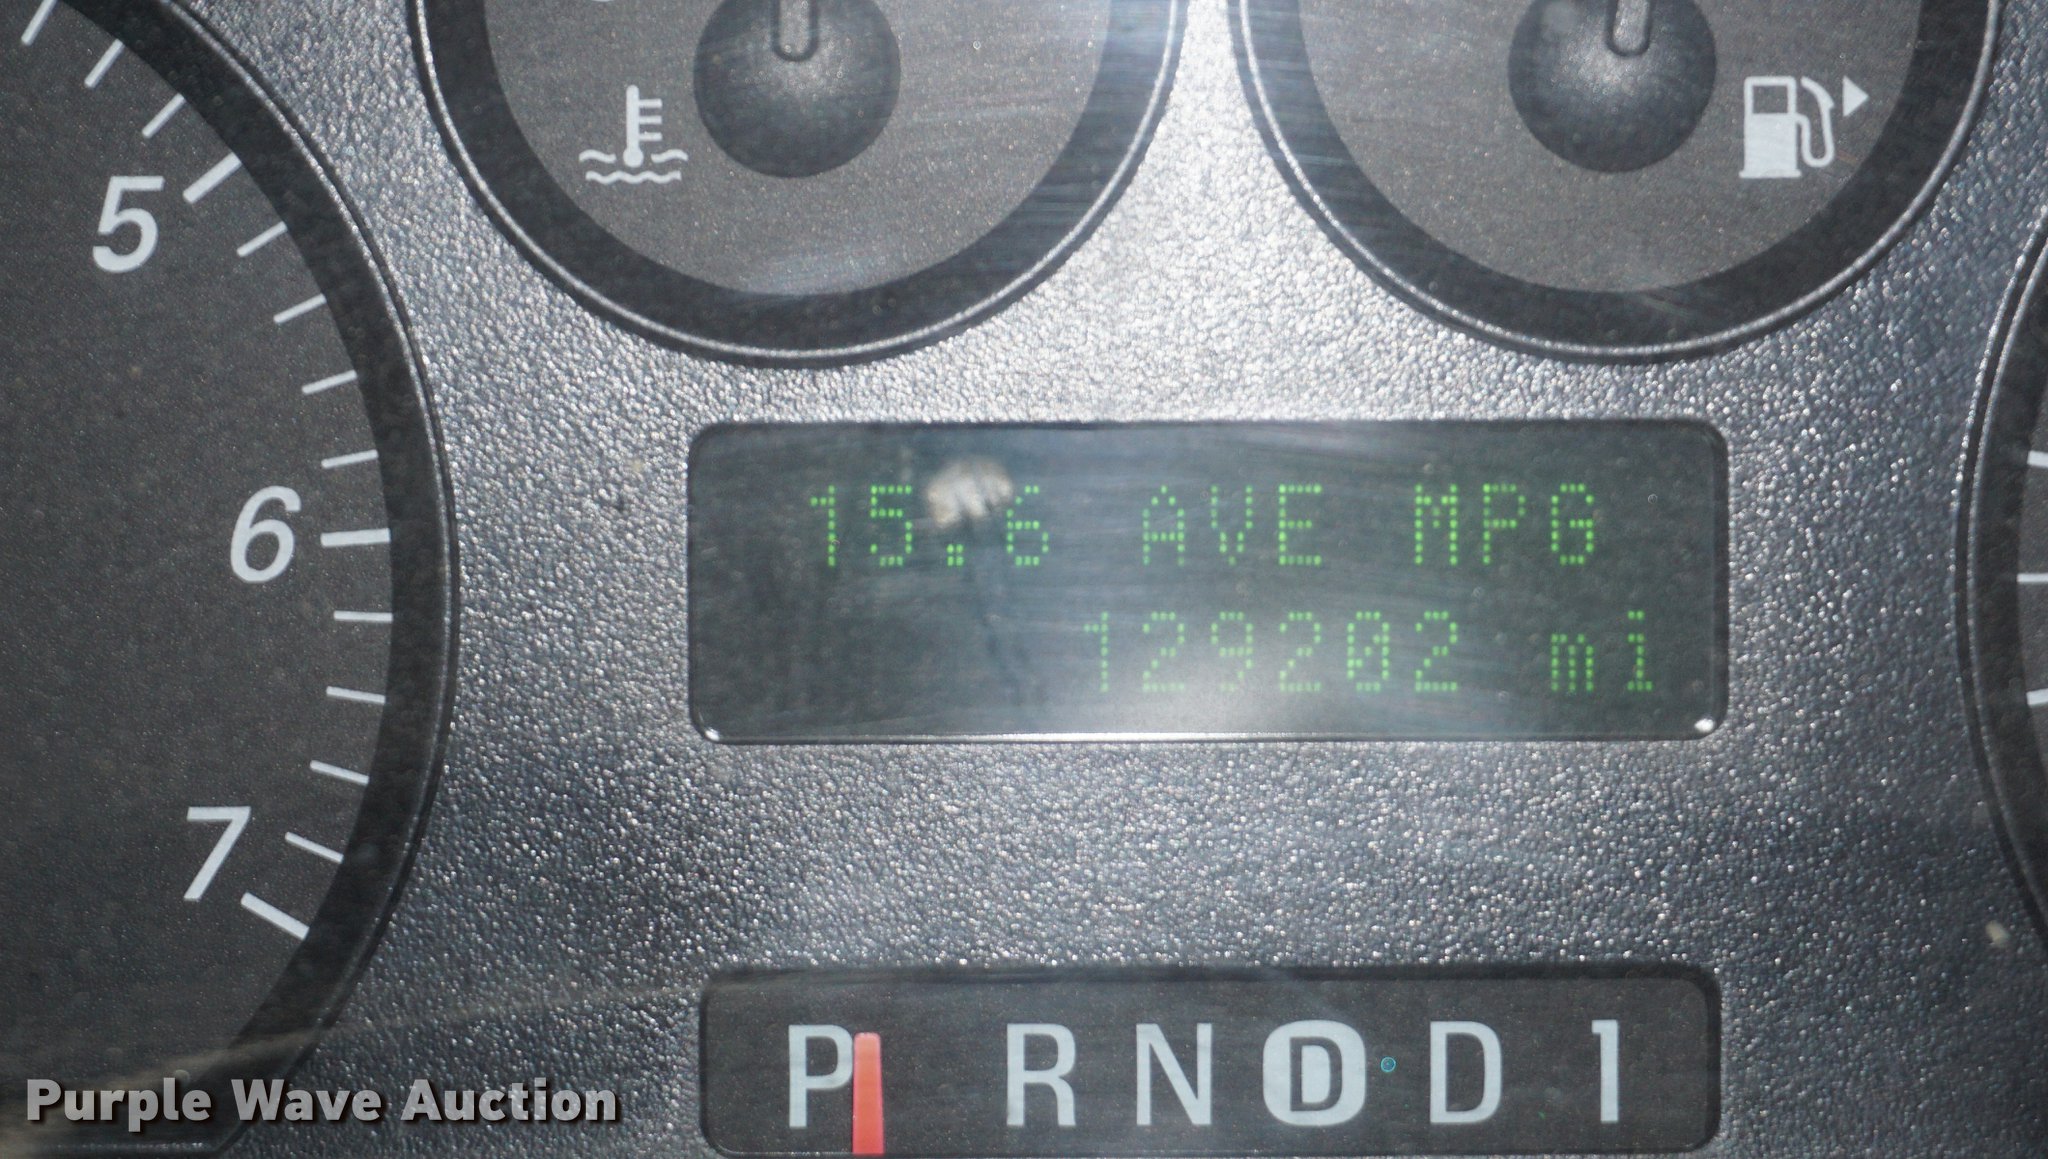 5
6
7
15.6 AVE MPG
129202 mi
P R N D D 1
Purple Wave Auction